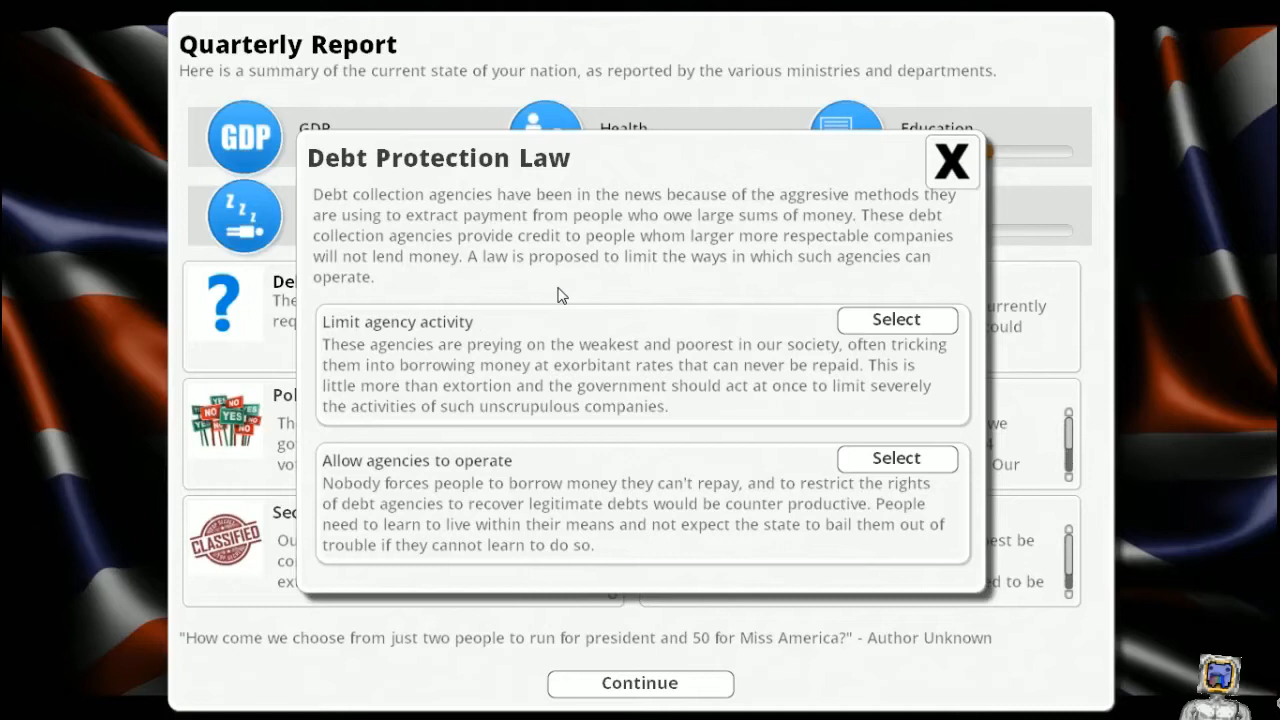 Quarterly Report
Here is a summary of the current state of your nation, as reported by the various ministries and departments.
GDP
GDP
Health
Education
Debt Protection Law
X
Debt collection agencies have been in the news because of the aggresive methods they
are using to extract payment from people who owe large sums of money. These debt
collection agencies provide credit to people whom larger more respectable companies
will not lend money. A law is proposed to limit the ways in which such agencies can
operate.
Limit agency activity
Select
These agencies are preying on the weakest and poorest in our society, often tricking
them into borrowing money at exorbitant rates that can never be repaid. This is
little more than extortion and the government should act at once to limit severely
the activities of such unscrupulous companies.
Allow agencies to operate
Select
Nobody forces people to borrow money they can't repay, and to restrict the rights
of debt agencies to recover legitimate debts would be counter productive. People
need to learn to live within their means and not expect the state to bail them out of
trouble if they cannot learn to do so.
z z z
?
NO YES NO
CLASSIFIED
Our
est be
d to be
"How come we choose from just two people to run for president and 50 for Miss America?" - Author Unknown
Continue